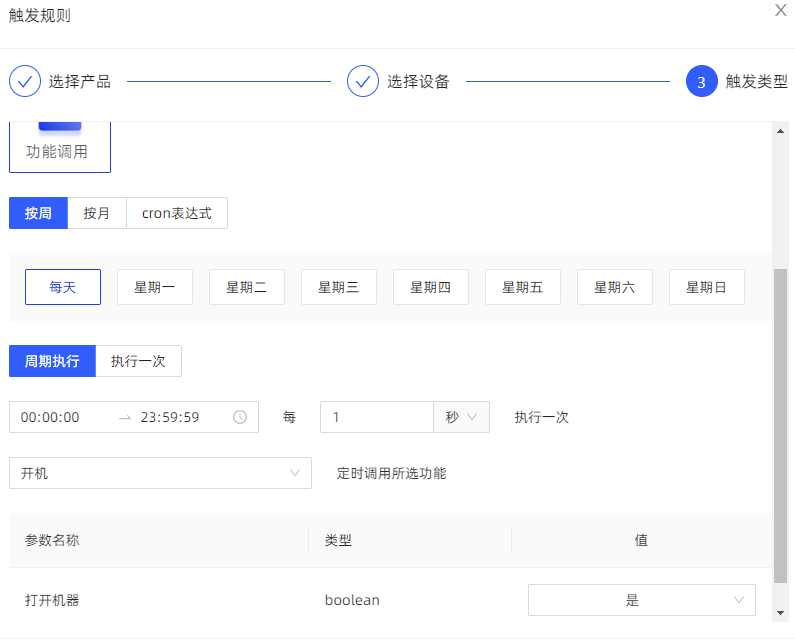 触发规则
选择产品 选择设备 3 触发类型
功能调用
按周 按月 cron表达式
每天 星期一 星期二 星期三 星期四 星期五 星期六 星期日
周期执行 执行一次
00:00:00 → 23:59:59 每 1 秒 执行一次
开机 定时调用所选功能
参数名称 类型 值
打开机器 boolean 是